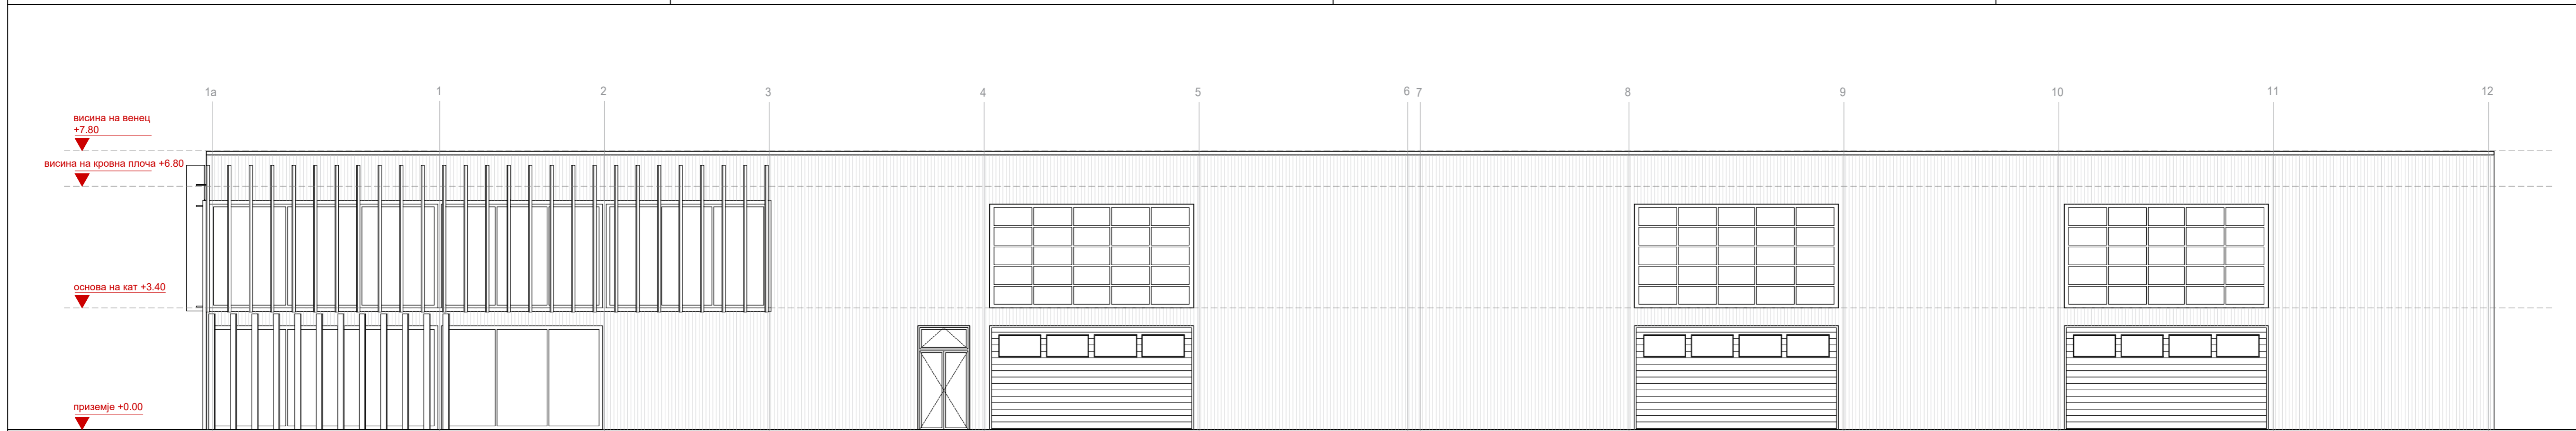 1a 1 2 3 4 5 6 7 8 9 10 11 12
висина на венец
+7.80
висина на кровна плоча +6.80
основа на кат +3.40
приземје +0.00